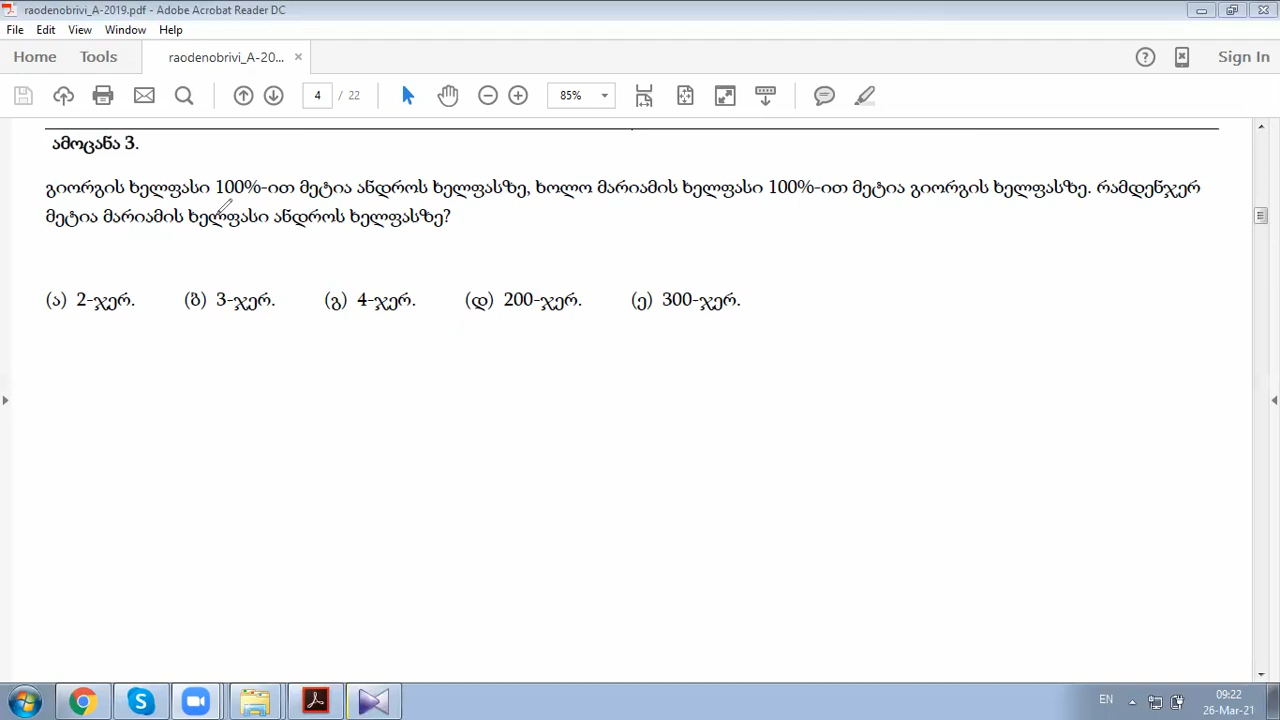 raodenobrivi_A-2019.pdf - Adobe Acrobat Reader DC
File Edit View Window Help
Home Tools raodenobrivi_A-20... × Sign In
4 / 22 85%
ამოცანა 3.
გიორგის ხელფასი 100%-ით მეტია ანდროს ხელფასზე, ხოლო მარიამის ხელფასი 100%-ით მეტია გიორგის ხელფასზე. რამდენჯერ
მეტია მარიამის ხელფასი ანდროს ხელფასზე?
(ა) 2-ჯერ. (ბ) 3-ჯერ. (გ) 4-ჯერ. (დ) 200-ჯერ. (ე) 300-ჯერ.
EN 09:22
26-Mar-21